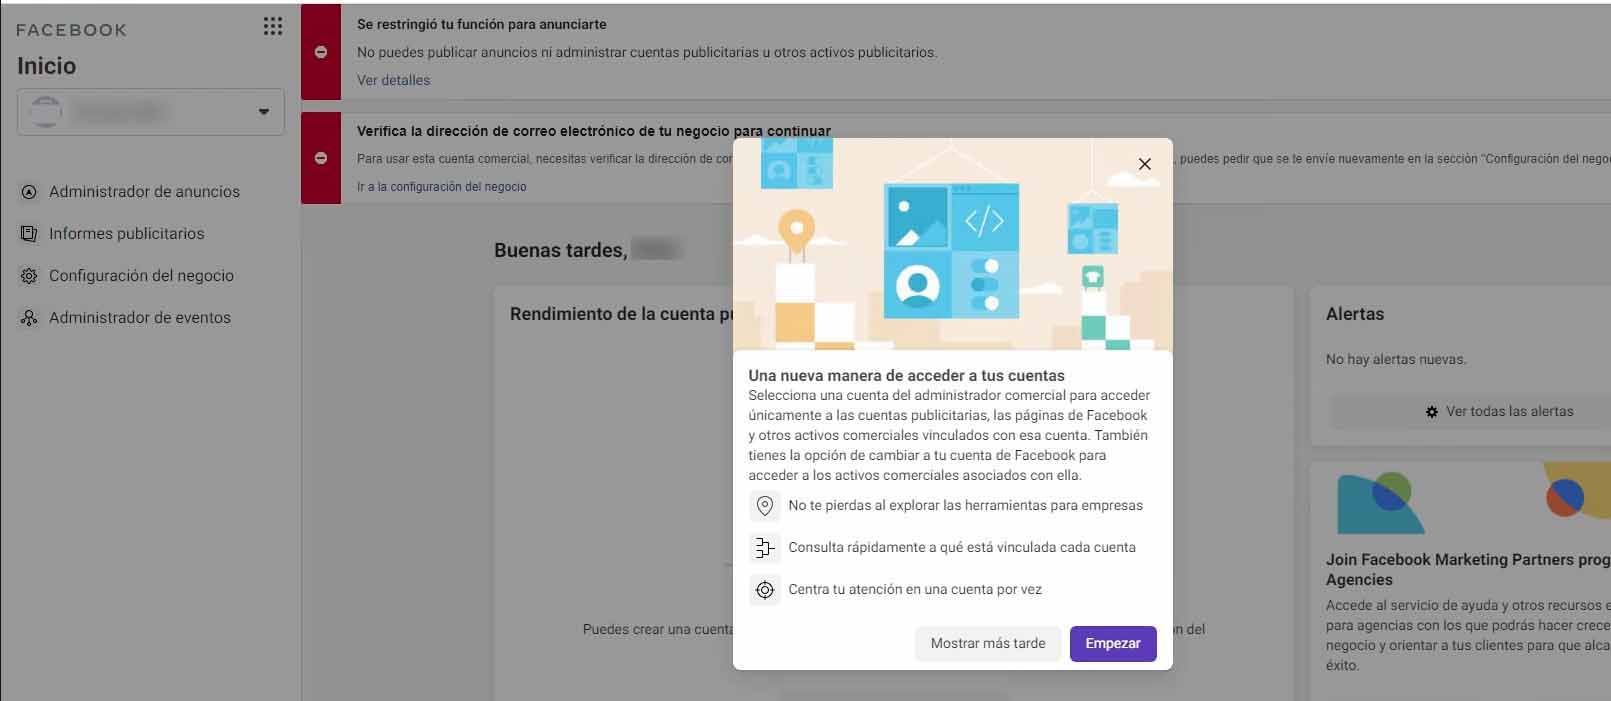 FACEBOOK
Inicio
Administrador de anuncios
Informes publicitarios
Configuración del negocio
Administrador de eventos
Se restringió tu función para anunciarte
No puedes publicar anuncios ni administrar cuentas publicitarias u otros activos publicitarios.
Ver detalles
Verifica la dirección de correo electrónico de tu negocio para continuar
Para usar esta cuenta comercial, necesitas verificar la dirección de cor , puedes pedir que se te envíe nuevamente en la sección "Configuración del nego
Ir a la configuración del negocio
Buenas tardes,
Rendimiento de la cuenta pu
Puedes crear una cuenta n del
Una nueva manera de acceder a tus cuentas
Selecciona una cuenta del administrador comercial para acceder
únicamente a las cuentas publicitarias, las páginas de Facebook
y otros activos comerciales vinculados con esa cuenta. También
tienes la opción de cambiar a tu cuenta de Facebook para
acceder a los activos comerciales asociados con ella.
No te pierdas al explorar las herramientas para empresas
Consulta rápidamente a qué está vinculada cada cuenta
Centra tu atención en una cuenta por vez
Mostrar más tarde
Empezar
Alertas
No hay alertas nuevas.
Ver todas las alertas
Join Facebook Marketing Partners prog
Agencies
Accede al servicio de ayuda y otros recursos e
para agencias con los que podrás hacer crece
negocio y orientar a tus clientes para que alca
éxito.